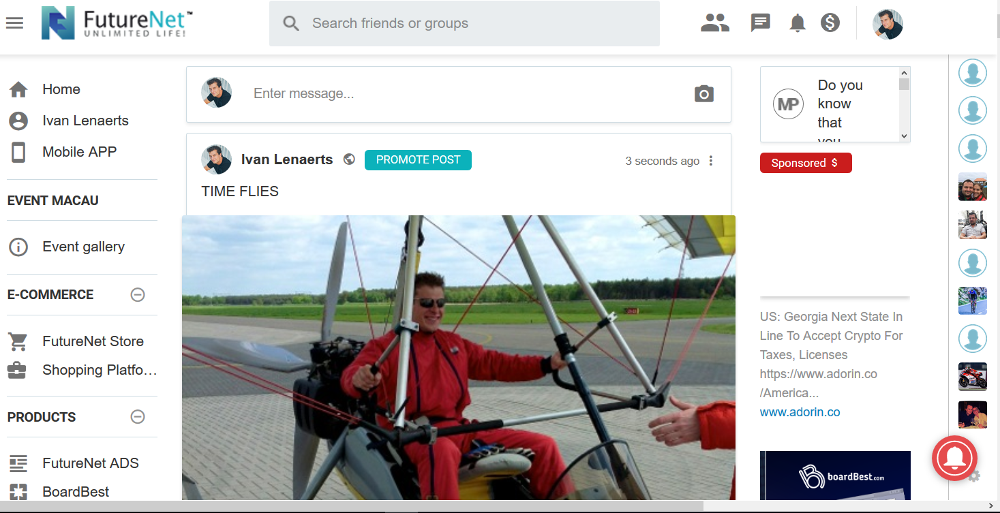 FutureNet™
UNLIMITED LIFE!
Search friends or groups
Home
Ivan Lenaerts
Mobile APP
EVENT MACAU
Event gallery
E-COMMERCE
FutureNet Store
Shopping Platfo...
PRODUCTS
FutureNet ADS
BoardBest
Enter message...
Ivan Lenaerts
PROMOTE POST
3 seconds ago
TIME FLIES
MP
Do you
know
that
you
Sponsored $
US: Georgia Next State In
Line To Accept Crypto For
Taxes, Licenses
https://www.adorin.co
/America...
www.adorin.co
boardBest.com